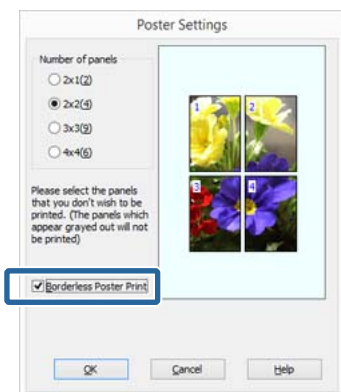 Poster Settings
Number of panels
2x1(2)
2x2(4)
3x3(9)
4x4(6)
Please select the panels
that you don't wish to be
printed. (The panels which
appear grayed out will not
be printed)
Borderless Poster Print
1 2
3 4
OK Cancel Help